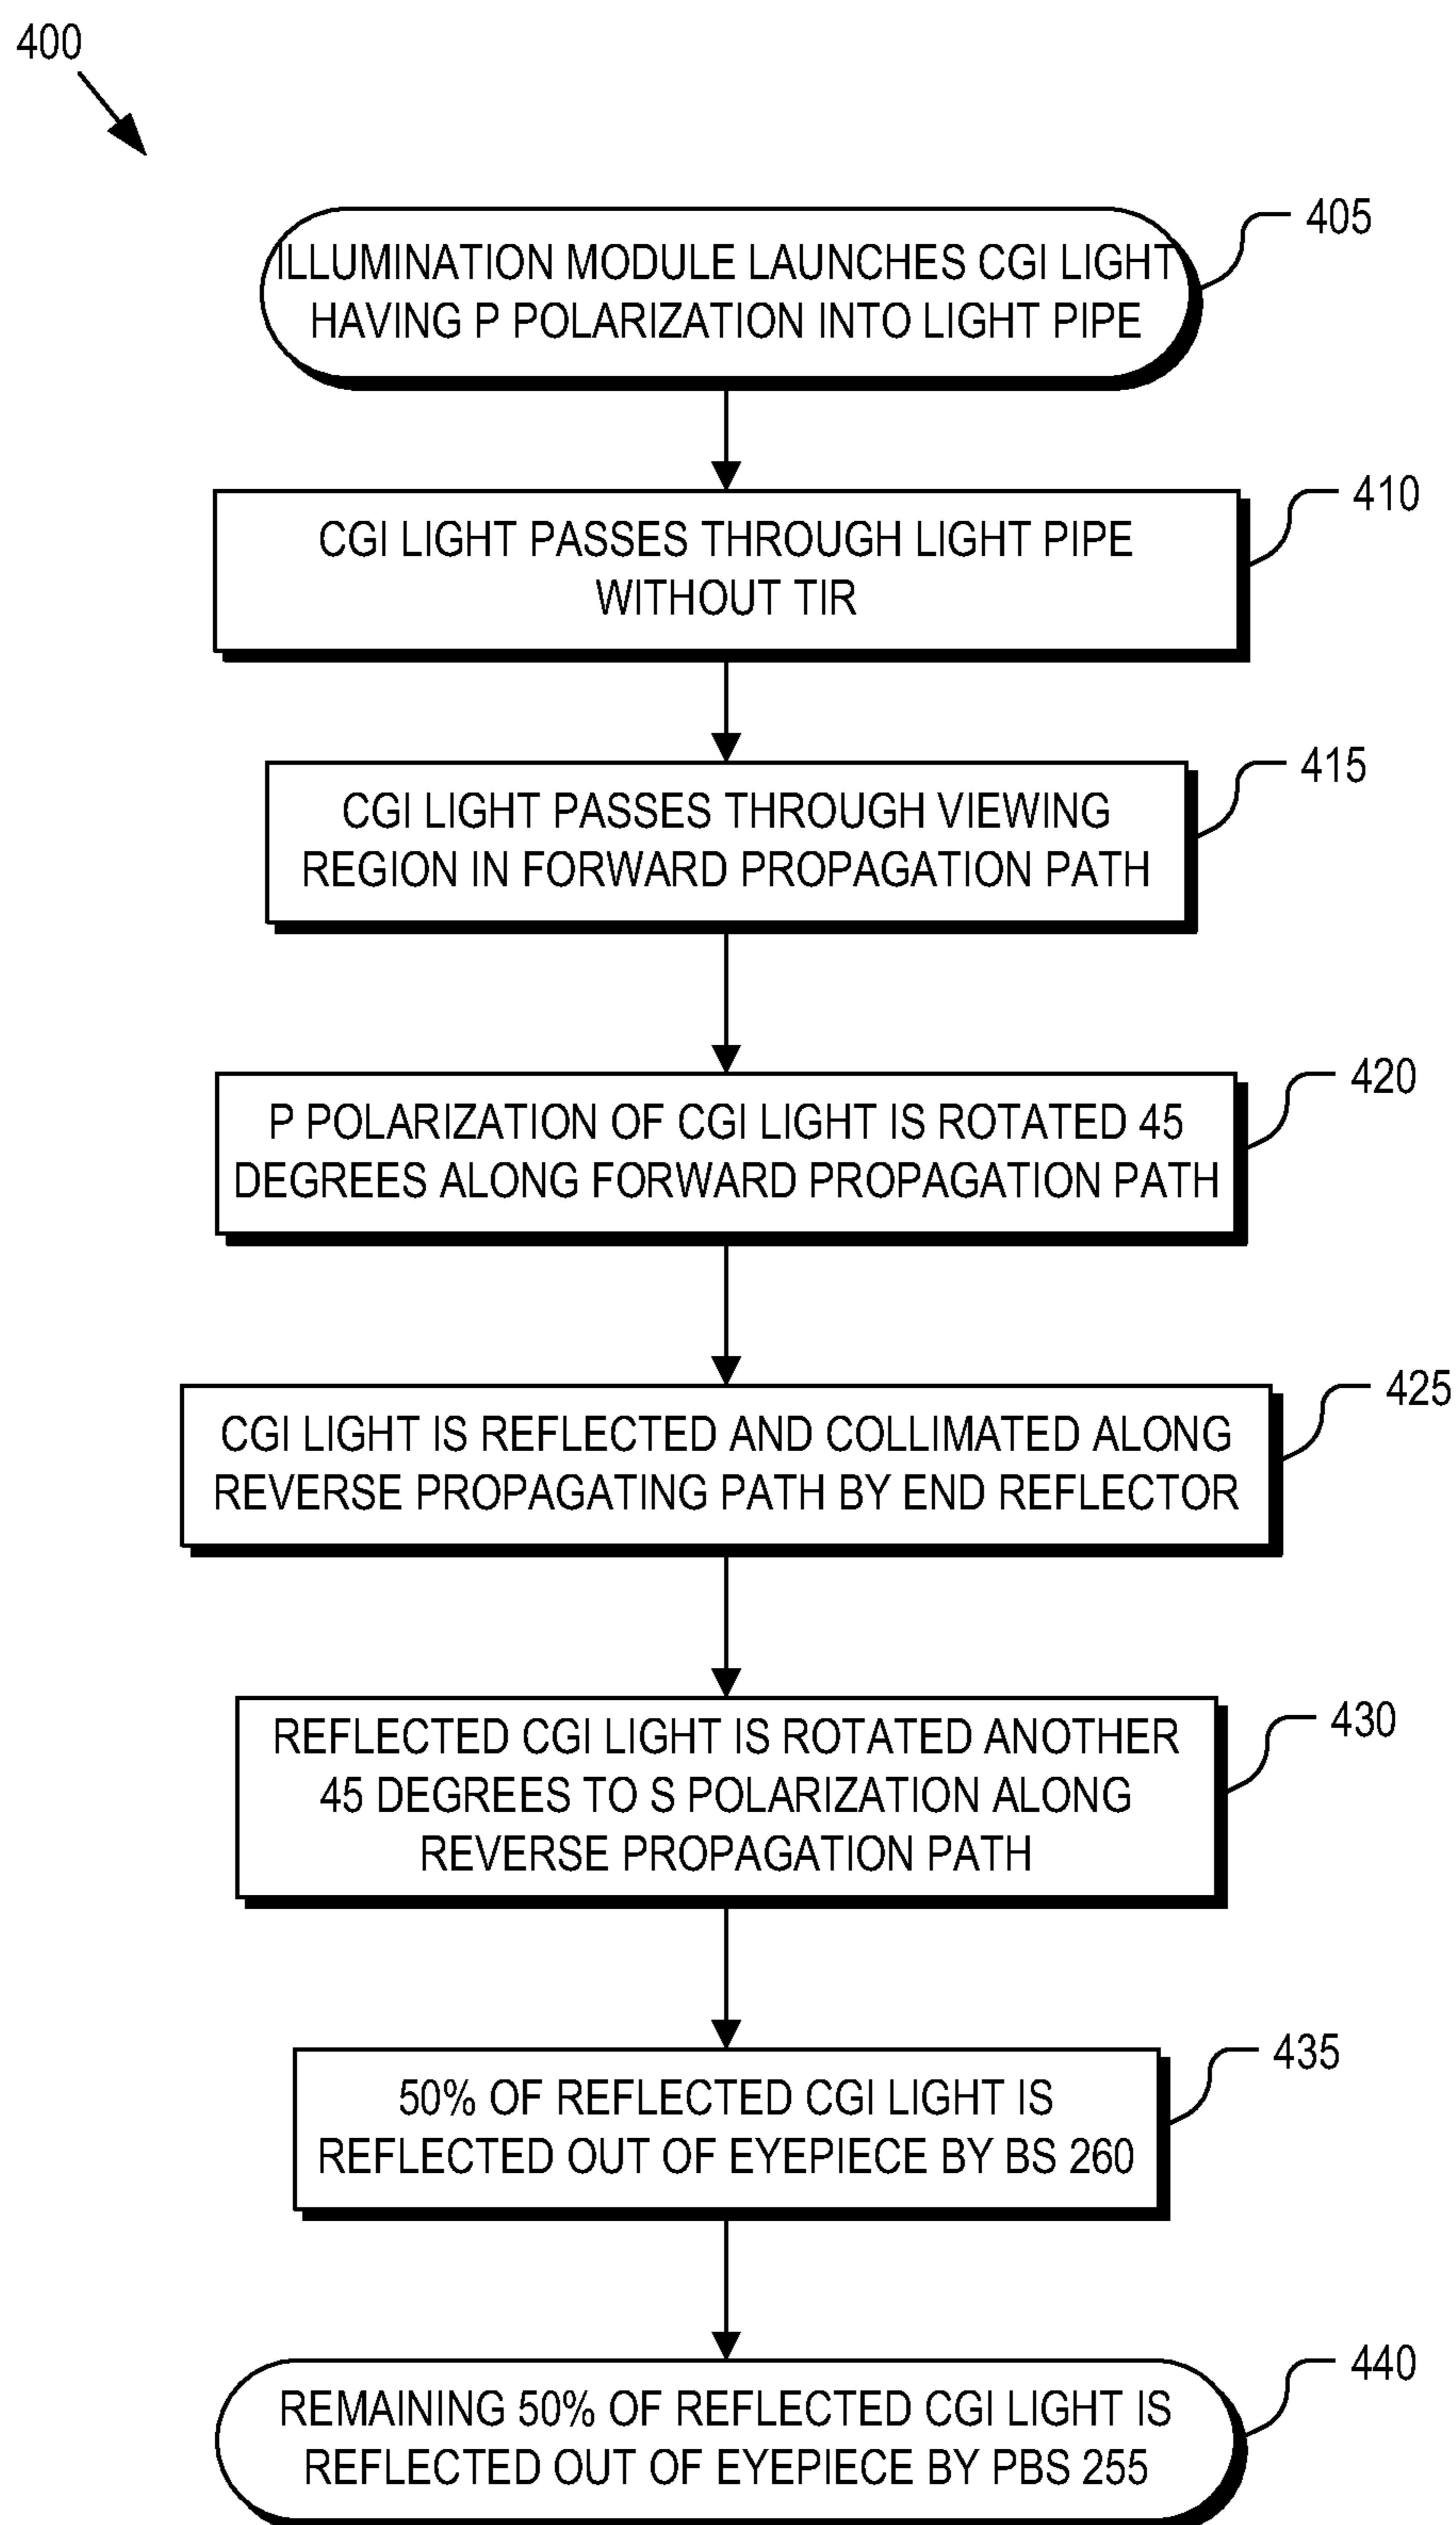 400
ILLUMINATION MODULE LAUNCHES CGI LIGHT
HAVING P POLARIZATION INTO LIGHT PIPE
405
CGI LIGHT PASSES THROUGH LIGHT PIPE
WITHOUT TIR
410
CGI LIGHT PASSES THROUGH VIEWING
REGION IN FORWARD PROPAGATION PATH
415
P POLARIZATION OF CGI LIGHT IS ROTATED 45
DEGREES ALONG FORWARD PROPAGATION PATH
420
CGI LIGHT IS REFLECTED AND COLLIMATED ALONG
REVERSE PROPAGATING PATH BY END REFLECTOR
425
REFLECTED CGI LIGHT IS ROTATED ANOTHER
45 DEGREES TO S POLARIZATION ALONG
REVERSE PROPAGATION PATH
430
50% OF REFLECTED CGI LIGHT IS
REFLECTED OUT OF EYEPIECE BY BS 260
435
REMAINING 50% OF REFLECTED CGI LIGHT IS
REFLECTED OUT OF EYEPIECE BY PBS 255
440